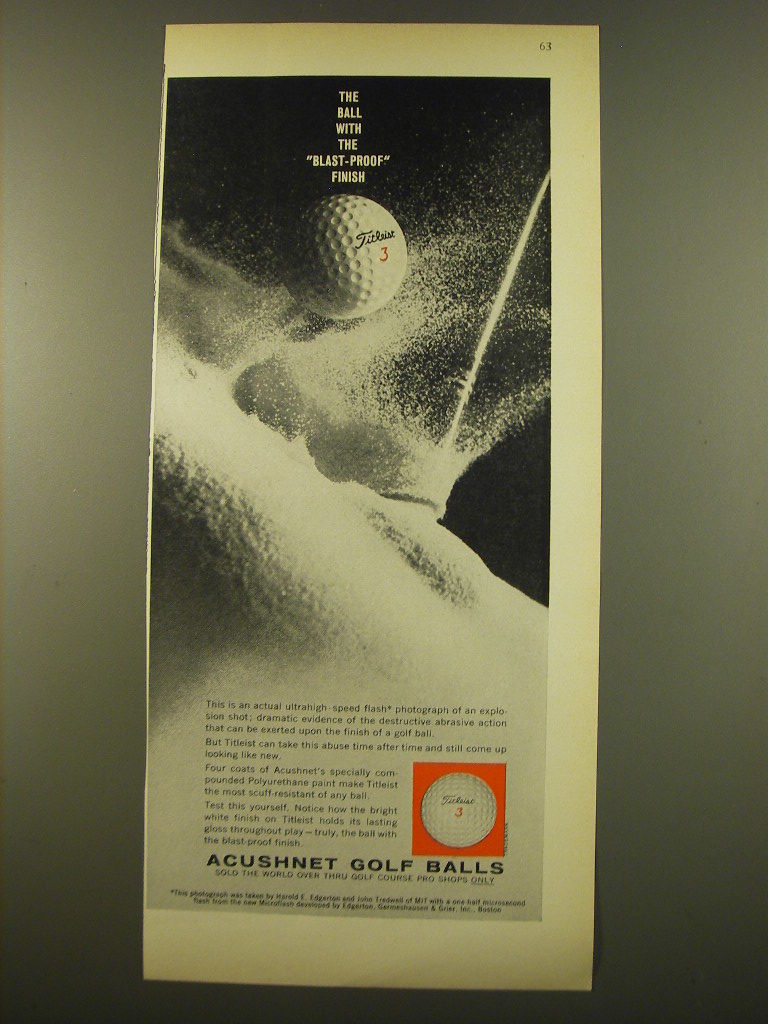 63
THE
BALL
WITH
THE
"BLAST-PROOF"
FINISH
Titleist
3
This is an actual ultrahigh-speed flash* photograph of an explo-
sion shot; dramatic evidence of the destructive abrasive action
that can be exerted upon the finish of a golf ball.
But Titleist can take this abuse time after time and still come up
looking like new.
Four coats of Acushnet's specially com-
pounded Polyurethane paint make Titleist
the most scuff-resistant of any ball.
Test this yourself. Notice how the bright
white finish on Titleist holds its lasting
gloss throughout play—truly, the ball with
the blast-proof finish.
Titleist
3
ACUSHNET GOLF BALLS
SOLD THE WORLD OVER THRU GOLF COURSE PRO SHOPS ONLY
*This photograph was taken by Harold E. Edgerton and John Tredwell of MIT with a one half microsecond
flash from the new Microflash developed by Edgerton, Germeshausen & Grier, Inc., Boston